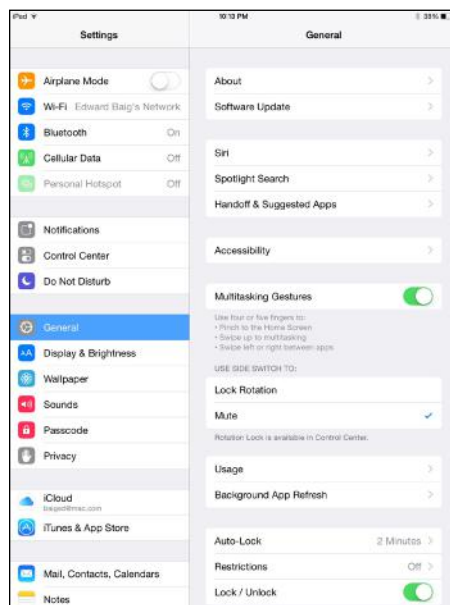 iPad
10:13 PM
33%
Settings
General
Airplane Mode
Wi-Fi Edward Baig's Network
Bluetooth On
Cellular Data Off
Personal Hotspot Off
Notifications
Control Center
Do Not Disturb
General
Display & Brightness
Wallpaper
Sounds
Passcode
Privacy
iCloud
iTunes & App Store
Mail, Contacts, Calendars
Notes
About
Software Update
Siri
Spotlight Search
Handoff & Suggested Apps
Accessibility
Multitasking Gestures
Use four or five fingers to:
• Pinch to the Home Screen
• Swipe up to multitasking
• Swipe left or right between apps
USE SIDE SWITCH TO:
Lock Rotation
Mute
Rotation Lock is available in Control Center.
Usage
Background App Refresh
Auto-Lock 2 Minutes
Restrictions Off
Lock / Unlock